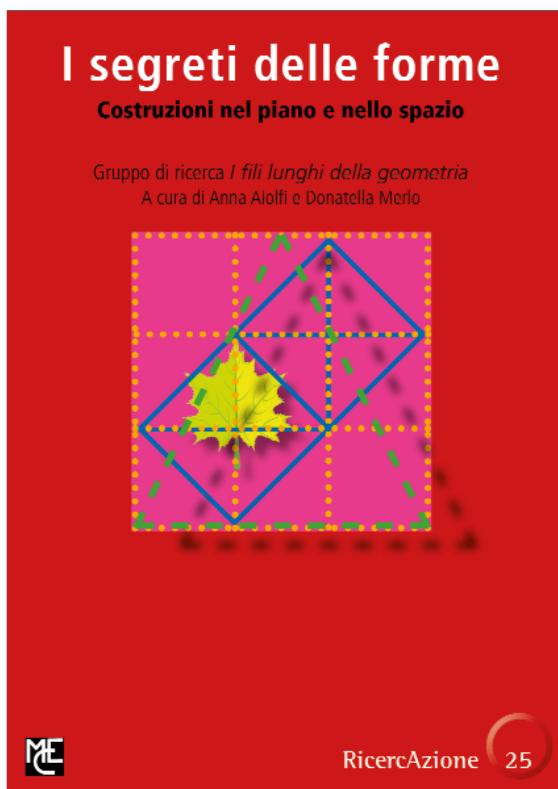 I segreti delle forme
Costruzioni nel piano e nello spazio
Gruppo di ricerca I fili lunghi della geometria
A cura di Anna Aiolfi e Donatella Merlo
MCE
RicercAzione 25